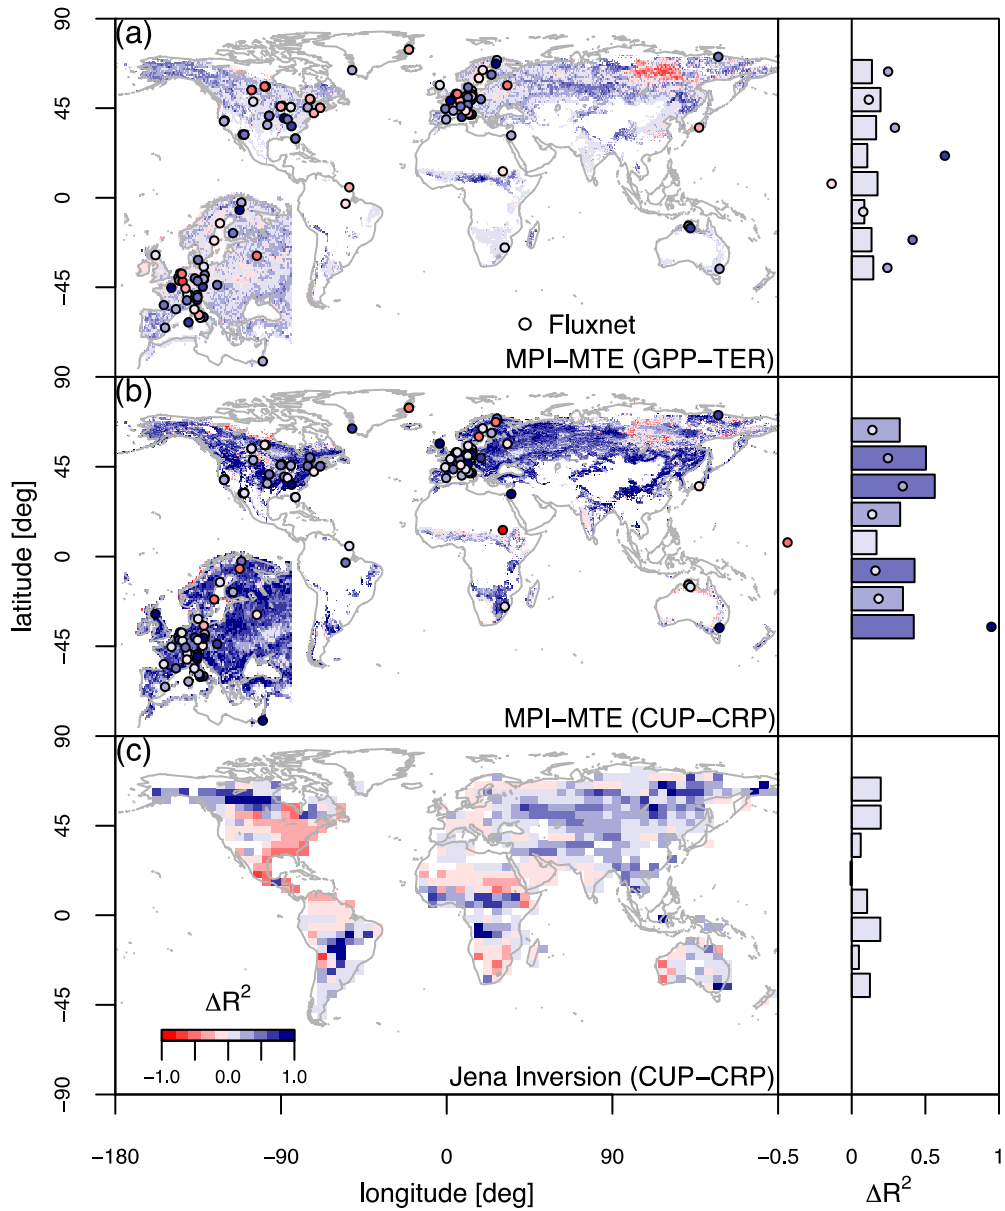 90
(a)
45
0
−45
Fluxnet
MPI−MTE (GPP−TER)
90
(b)
45
0
−45
latitude [deg]
MPI−MTE (CUP−CRP)
90
(c)
45
0
−45
−90
ΔR²
−1.0 0.0 1.0
Jena Inversion (CUP−CRP)
−180 −90 0 90 −0.5 0 0.5 1
longitude [deg]
ΔR²